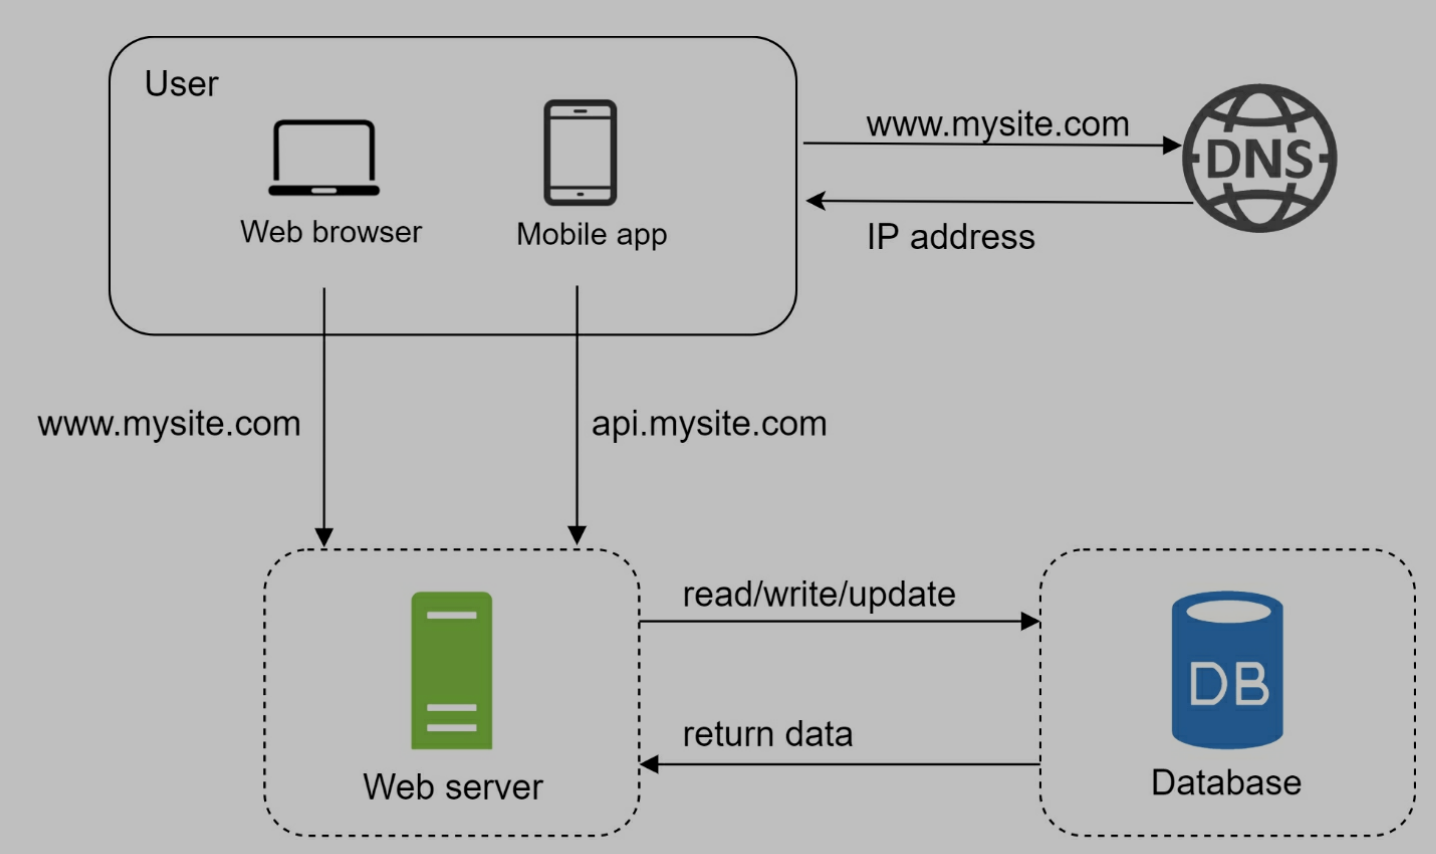 User
Web browser
Mobile app
www.mysite.com
DNS
IP address
www.mysite.com
api.mysite.com
read/write/update
DB
return data
Web server
Database